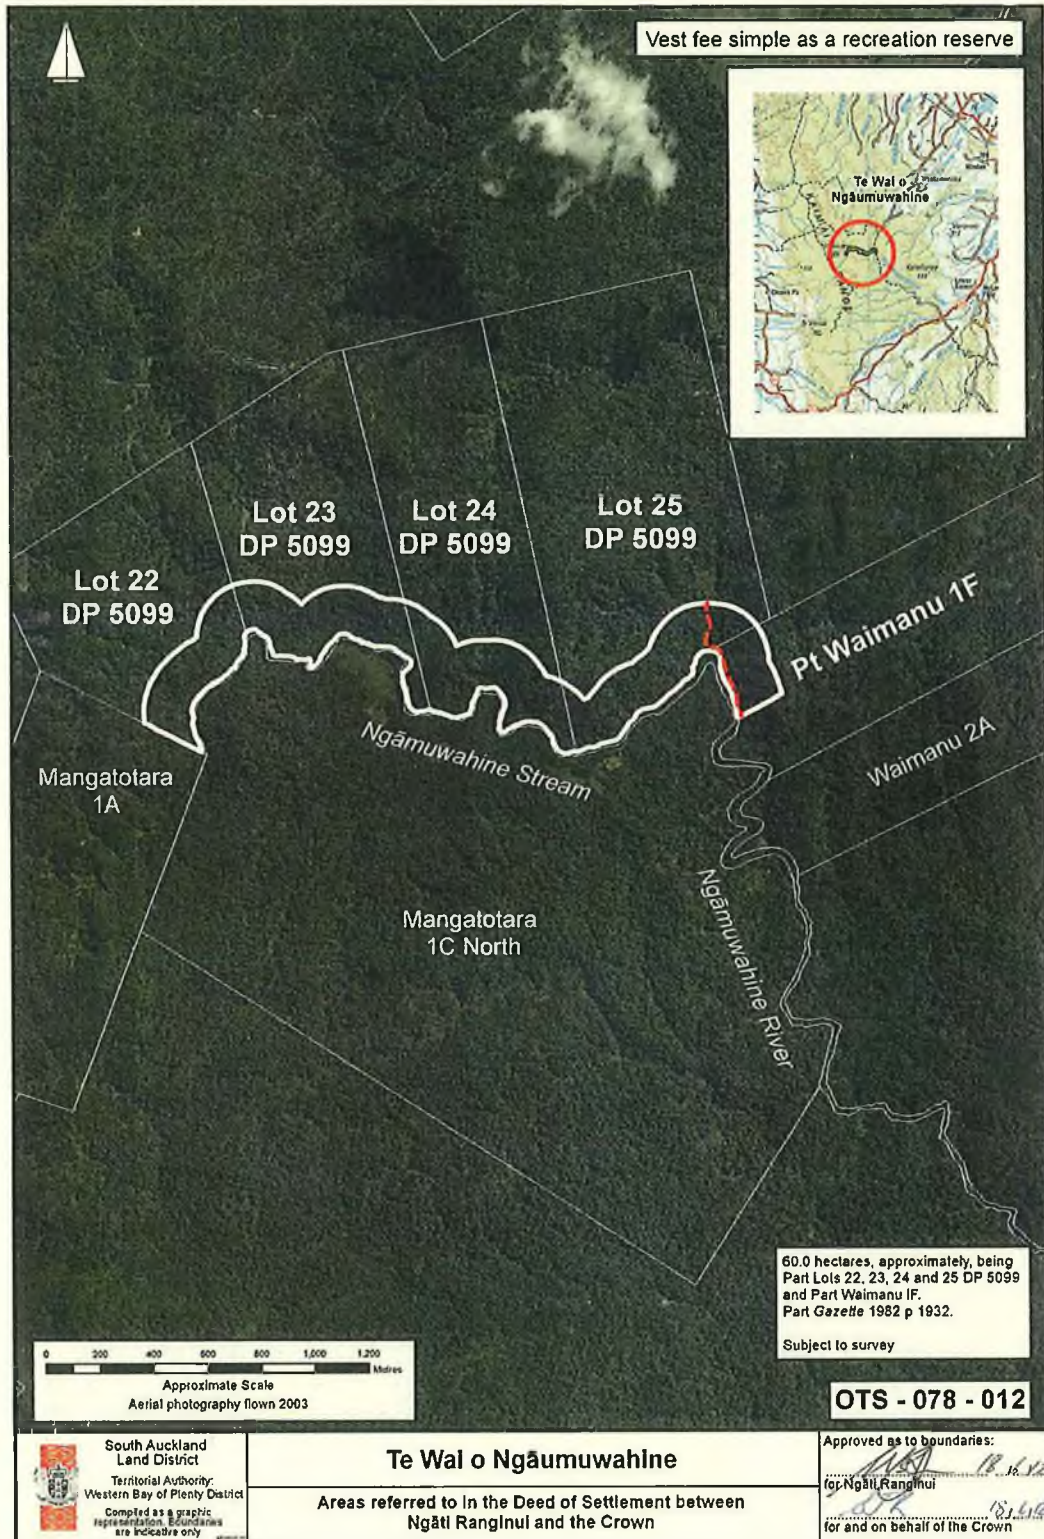 Vest fee simple as a recreation reserve
Te Wai o
Ngāumuwahine
Lot 25
DP 5099
Lot 24
DP 5099
Lot 23
DP 5099
Lot 22
DP 5099
Pt Waimanu 1F
Waimanu 2A
Ngāmuwahine Stream
Mangatotara
1A
Mangatotara
1C North
Ngāmuwahine River
60.0 hectares, approximately, being
Part Lots 22, 23, 24 and 25 DP 5099
and Part Waimanu IF.
Part Gazette 1982 p 1932.
Subject to survey
0 200 400 600 800 1,000 1,200
Metres
Approximate Scale
Aerial photography flown 2003
OTS - 078 - 012
South Auckland
Land District
Territorial Authority:
Western Bay of Plenty District
Compiled as a graphic
representation. Boundaries
are indicative only
Te Wai o Ngāumuwahine
Areas referred to in the Deed of Settlement between
Ngāti Ranginui and the Crown
Approved as to boundaries:
for Ngāti Ranginui
for and on behalf of the Crown